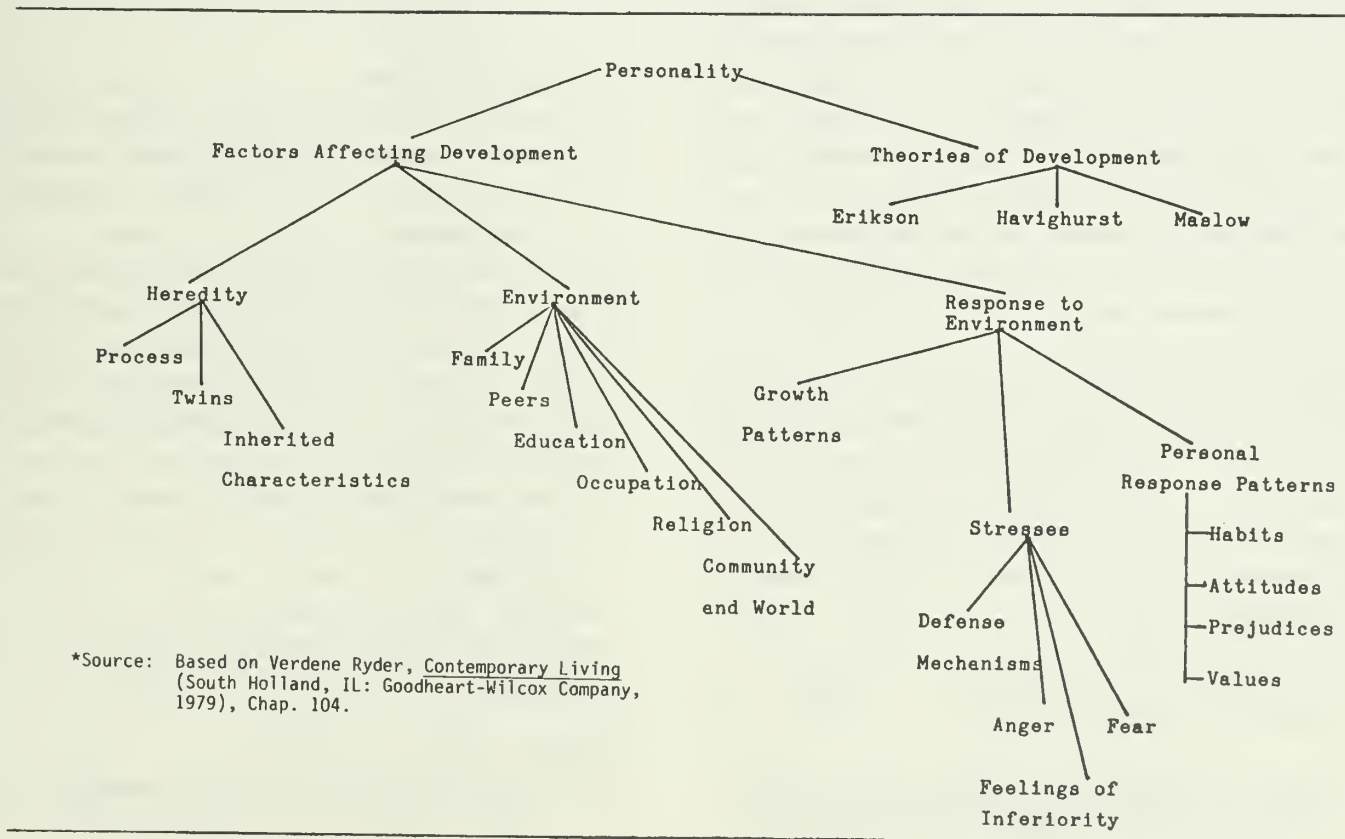 Personality
Factors Affecting Development
Theories of Development
Erikson
Havighurst
Maslow
Heredity
Process
Twins
Inherited
Characteristics
Environment
Family
Peers
Education
Occupation
Religion
Community
and World
Response to
Environment
Growth
Patterns
Stresses
Defense
Mechanisms
Anger
Feelings of
Inferiority
Fear
Personal
Response Patterns
Habits
Attitudes
Prejudices
Values
*Source: Based on Verdene Ryder, Contemporary Living
(South Holland, IL: Goodheart-Wilcox Company,
1979), Chap. 104.